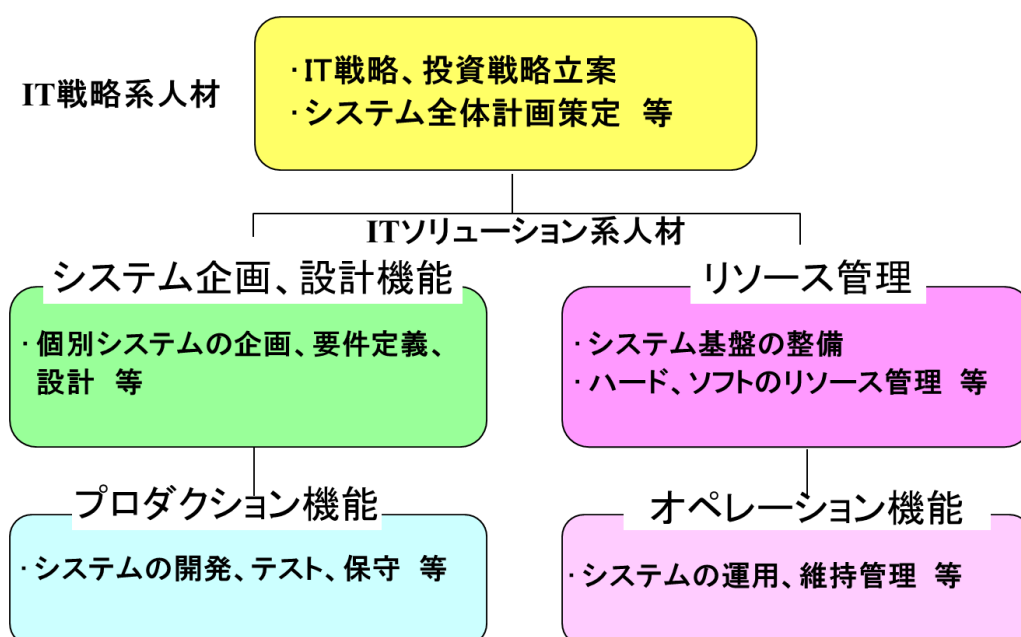 IT戦略系人材
・IT戦略、投資戦略立案
・システム全体計画策定 等
ITソリューション系人材
システム企画、設計機能
・個別システムの企画、要件定義、
設計 等
リソース管理
・システム基盤の整備
・ハード、ソフトのリソース管理 等
プロダクション機能
・システムの開発、テスト、保守 等
オペレーション機能
・システムの運用、維持管理 等